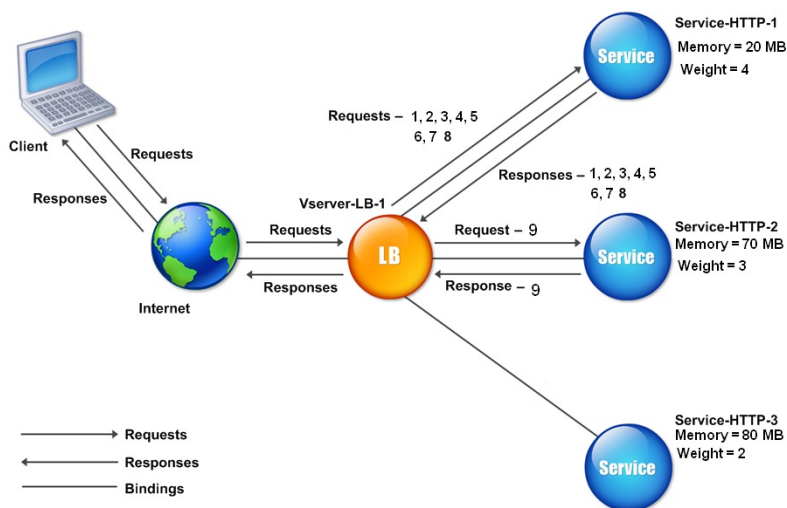 Service-HTTP-1
Memory = 20 MB
Weight = 4
Service
Requests – 1, 2, 3, 4, 5
6, 7 8
Client
Requests
Responses
Responses – 1, 2, 3, 4, 5
6, 7 8
Vserver-LB-1
Service-HTTP-2
Memory = 70 MB
Weight = 3
Requests
Request – 9
LB
Service
Responses
Response – 9
Internet
Service-HTTP-3
Memory = 80 MB
Weight = 2
Service
Requests
Responses
Bindings